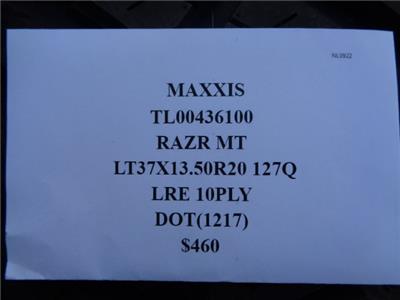 NL0922
MAXXIS
TL00436100
RAZR MT
LT37X13.50R20 127Q
LRE 10PLY
DOT(1217)
$460